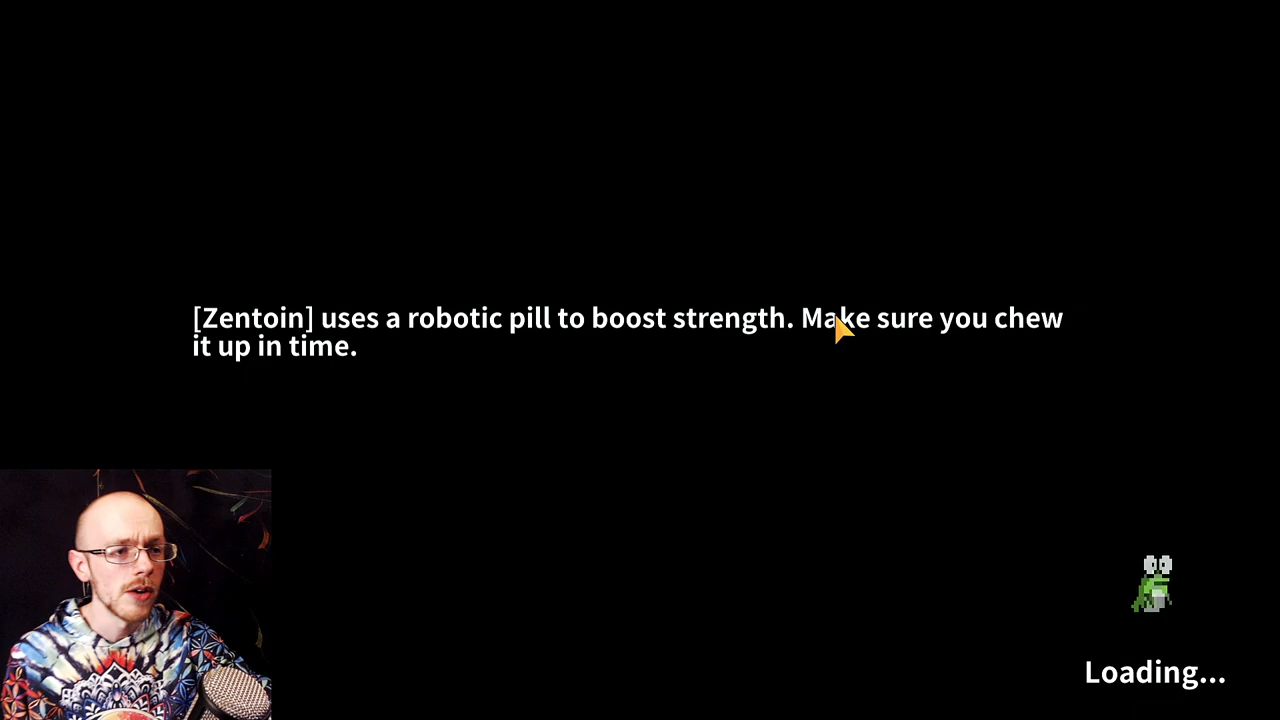 [Zentoin] uses a robotic pill to boost strength. Make sure you chew
it up in time.
Loading...